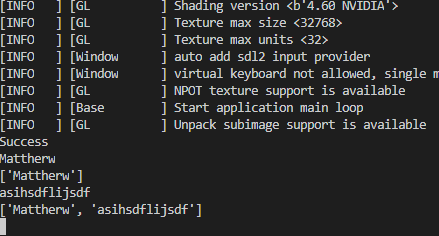 [INFO   ] [GL          ] Shading version <b'4.60 NVIDIA'>
[INFO   ] [GL          ] Texture max size <32768>
[INFO   ] [GL          ] Texture max units <32>
[INFO   ] [Window      ] auto add sdl2 input provider
[INFO   ] [Window      ] virtual keyboard not allowed, single m
[INFO   ] [GL          ] NPOT texture support is available
[INFO   ] [Base        ] Start application main loop
[INFO   ] [GL          ] Unpack subimage support is available
Success
Mattherw
['Mattherw']
asihsdflijsdf
['Mattherw', 'asihsdflijsdf']